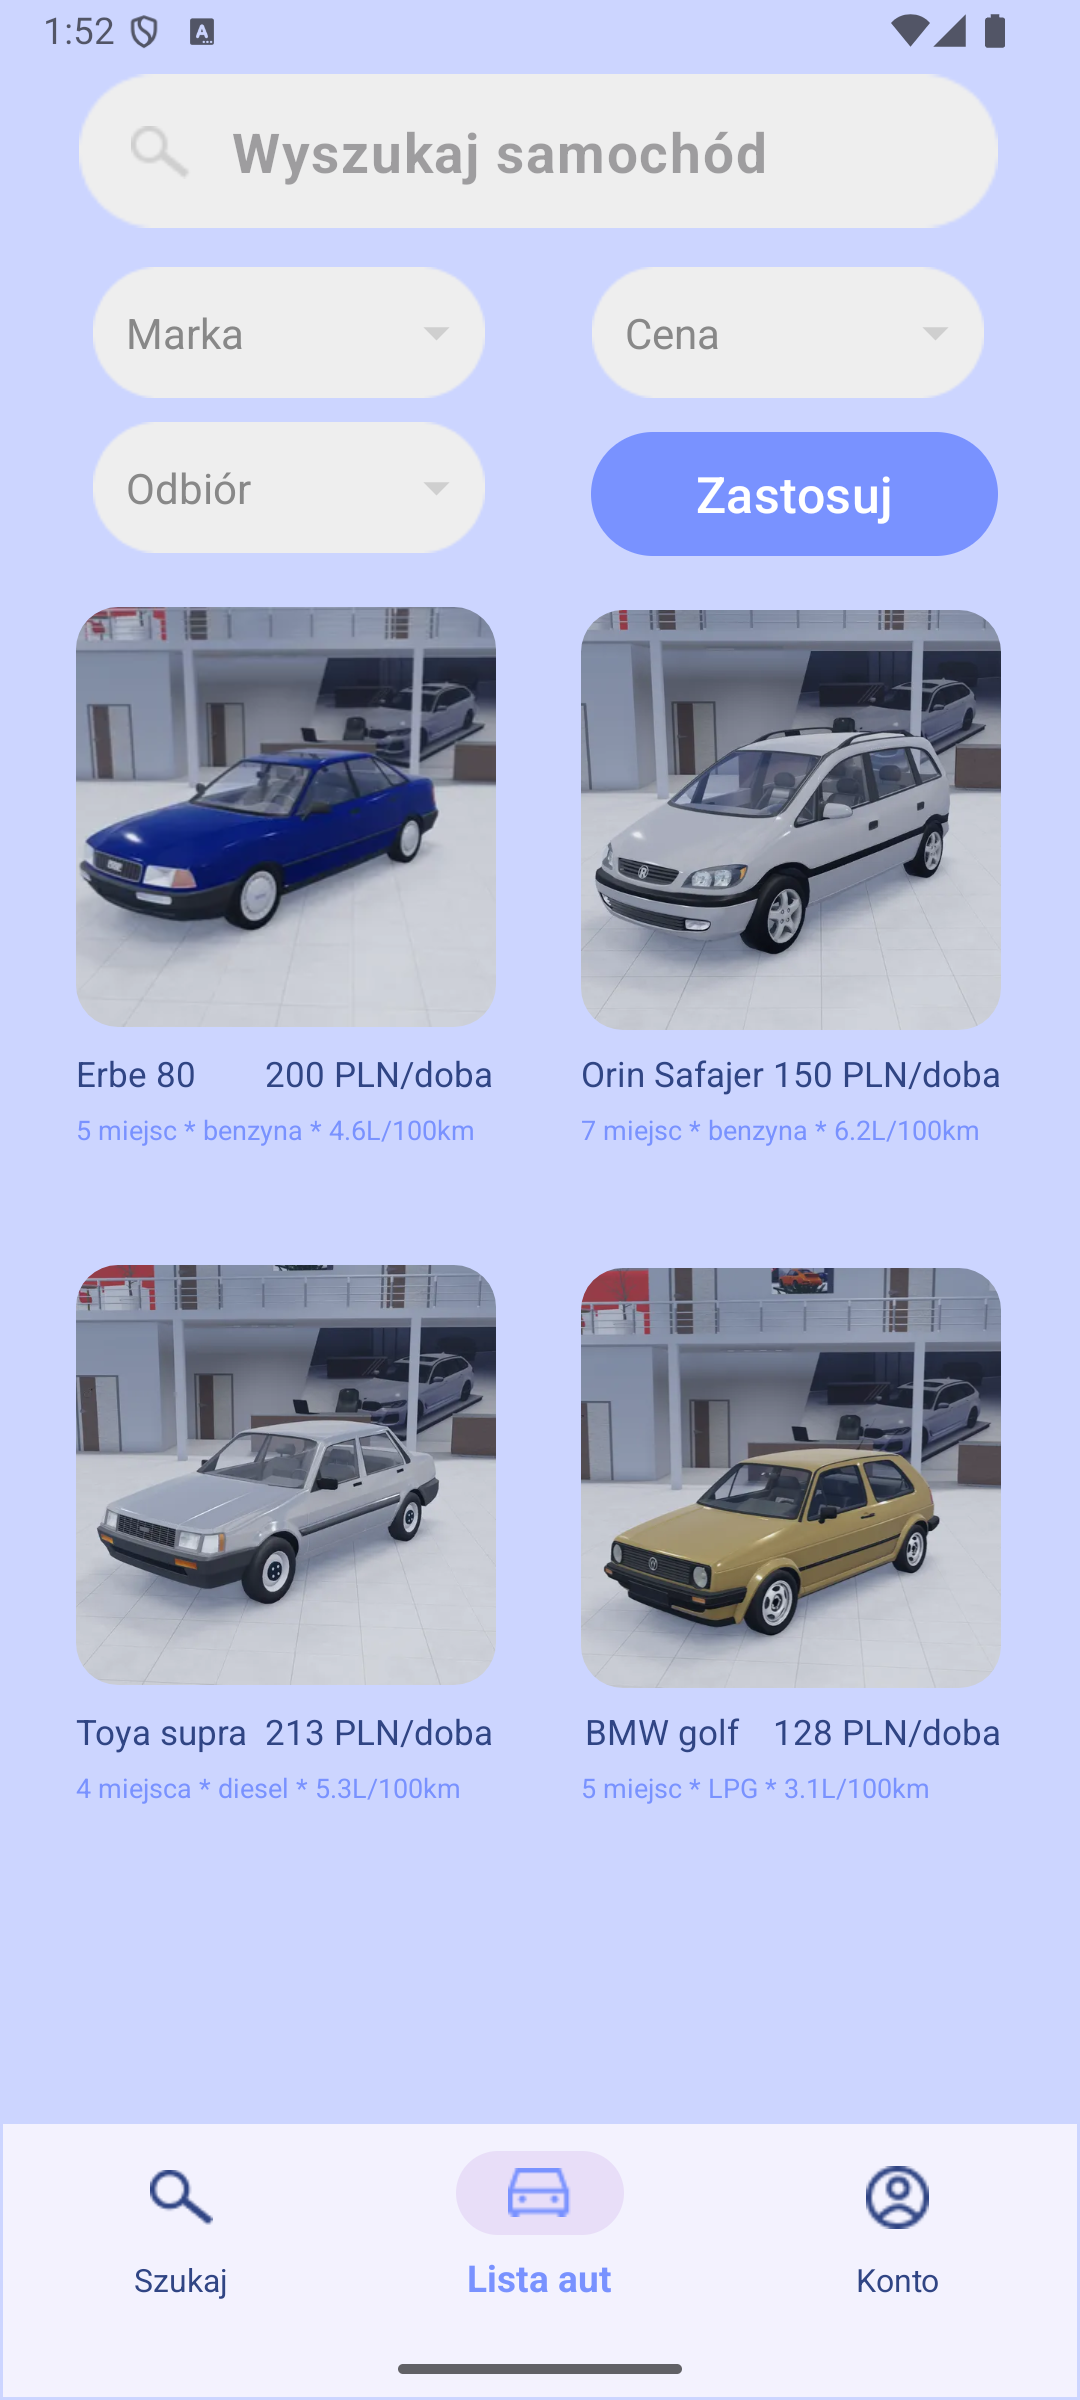 1:52
Wyszukaj samochód
Marka
Cena
Odbiór
Zastosuj
Erbe 80 200 PLN/doba
5 miejsc * benzyna * 4.6L/100km
Orin Safajer 150 PLN/doba
7 miejsc * benzyna * 6.2L/100km
Toya supra 213 PLN/doba
4 miejsca * diesel * 5.3L/100km
BMW golf 128 PLN/doba
5 miejsc * LPG * 3.1L/100km
Szukaj
Lista aut
Konto